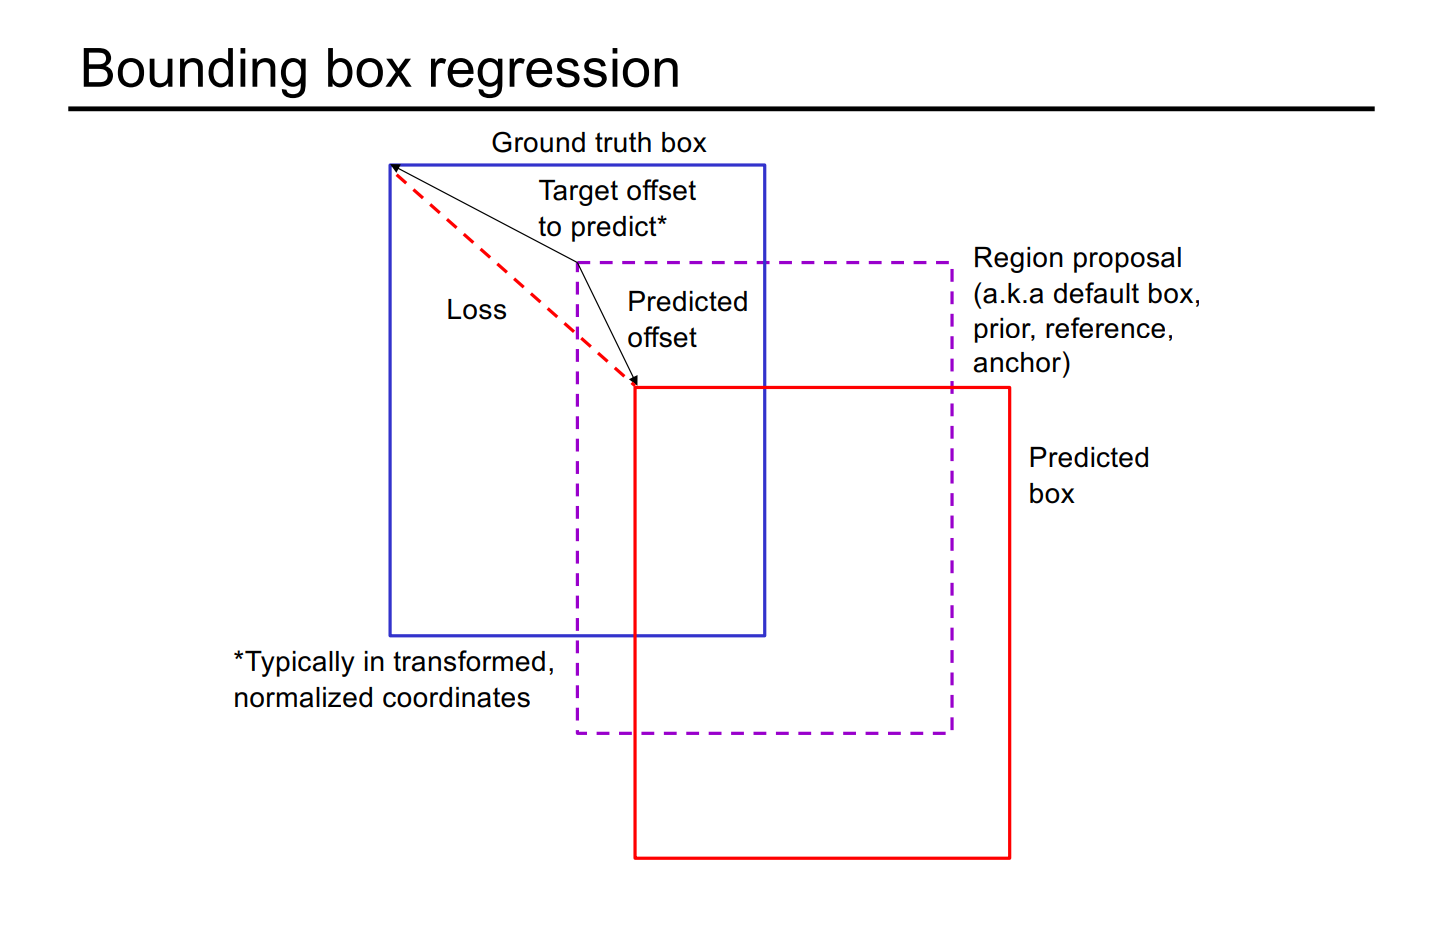 Bounding box regression
Ground truth box
Target offset
to predict*
Region proposal
(a.k.a default box,
prior, reference,
anchor)
Loss
Predicted
offset
Predicted
box
*Typically in transformed,
normalized coordinates